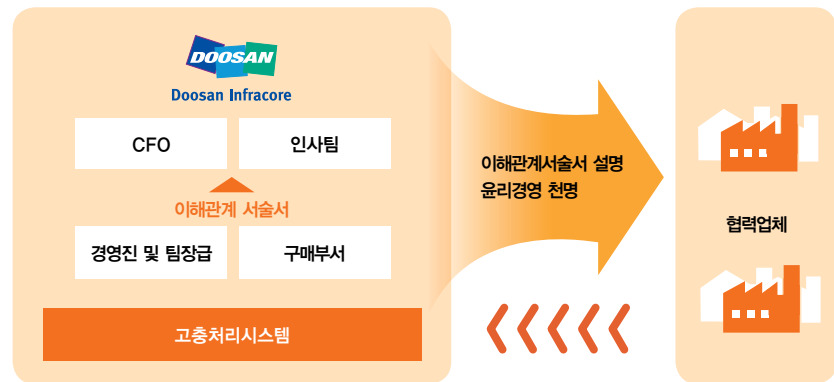 DOOSAN
Doosan Infracore
CFO
인사팀
이해관계 서술서
경영진 및 팀장급
구매부서
고충처리시스템
이해관계서술서 설명
윤리경영 천명
협력업체